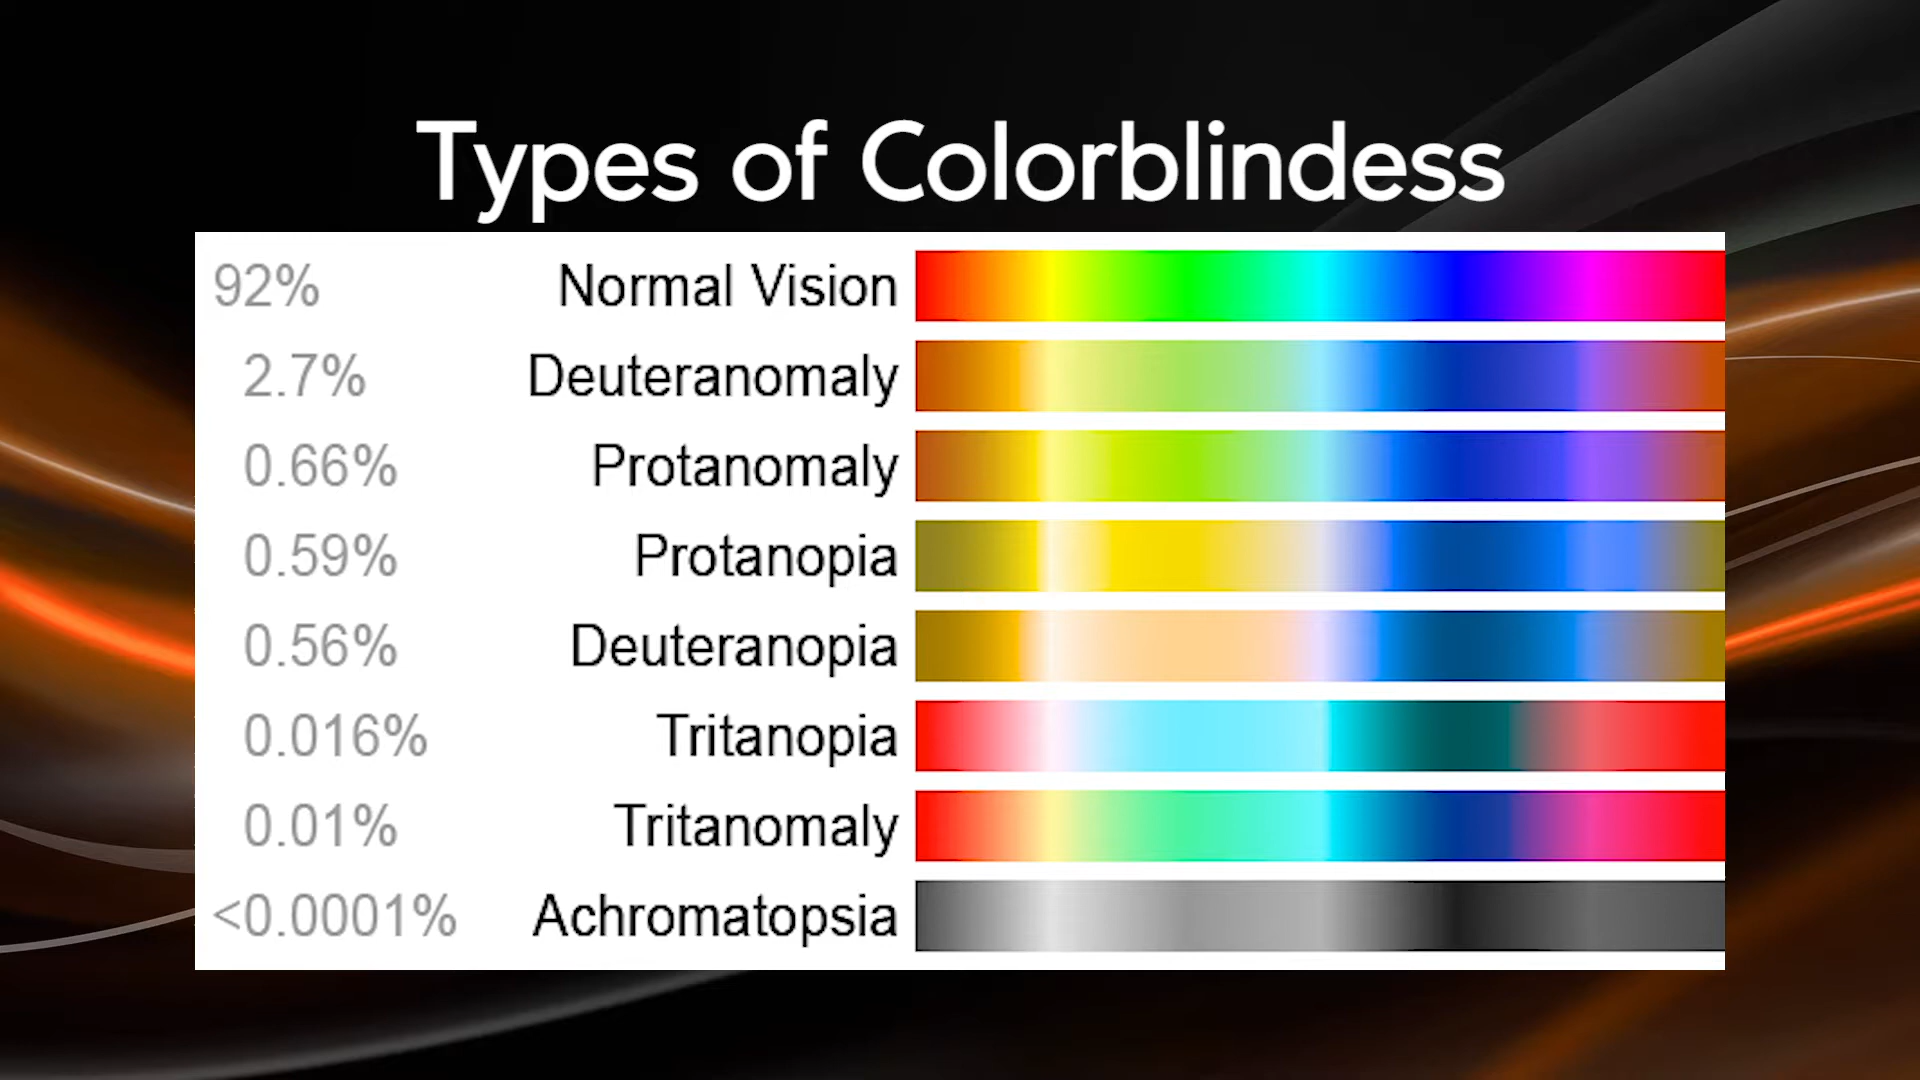 Types of Colorblindess
92% Normal Vision
2.7% Deuteranomaly
0.66% Protanomaly
0.59% Protanopia
0.56% Deuteranopia
0.016% Tritanopia
0.01% Tritanomaly
<0.0001% Achromatopsia